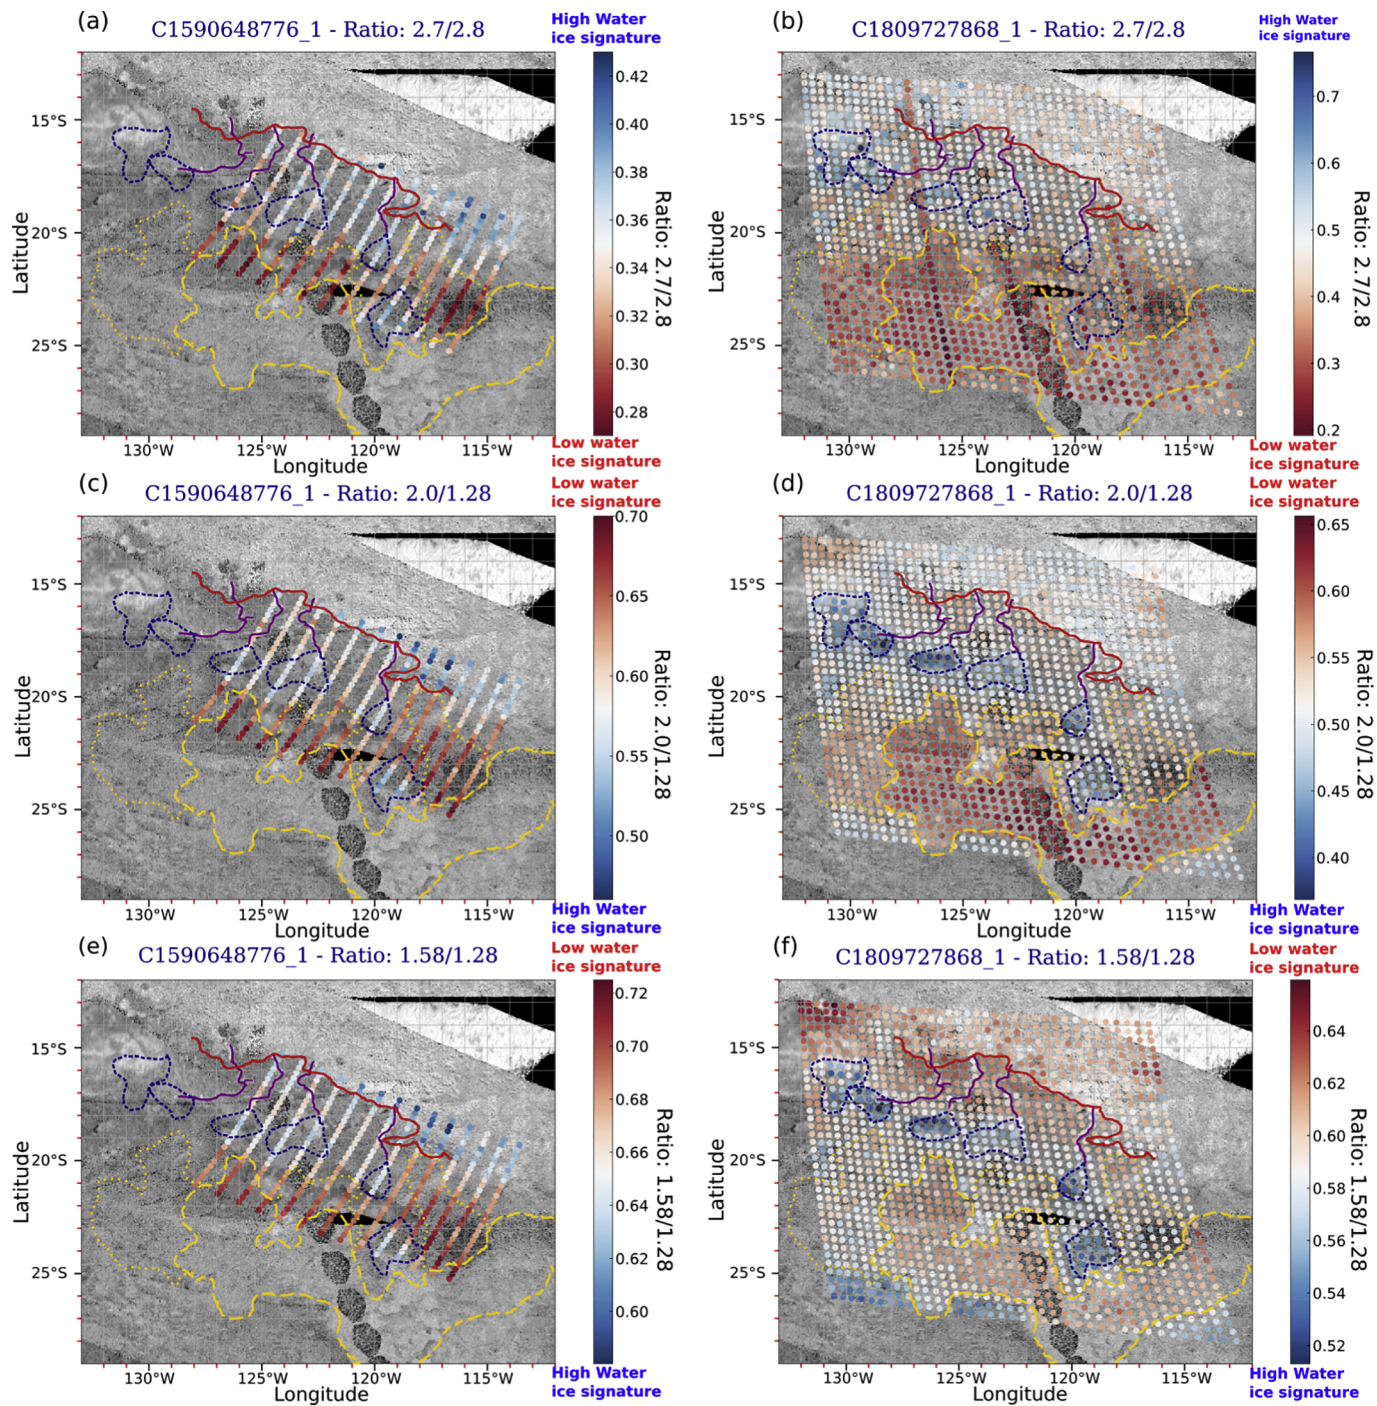 (a)
High Water
ice signature
C1590648776_1 - Ratio: 2.7/2.8
15°S
20°S
25°S
Latitude
130°W 125°W 120°W 115°W
Longitude
0.42
0.40
0.38
0.36
0.34
0.32
0.30
0.28
Ratio: 2.7/2.8
Low water
ice signature
(b)
High Water
ice signature
C1809727868_1 - Ratio: 2.7/2.8
15°S
20°S
25°S
Latitude
130°W 125°W 120°W 115°W
Longitude
0.7
0.6
0.5
0.4
0.3
0.2
Ratio: 2.7/2.8
Low water
ice signature
(c)
Low water
ice signature
C1590648776_1 - Ratio: 2.0/1.28
15°S
20°S
25°S
Latitude
130°W 125°W 120°W 115°W
Longitude
0.70
0.65
0.60
0.55
0.50
Ratio: 2.0/1.28
High Water
ice signature
(d)
Low water
ice signature
C1809727868_1 - Ratio: 2.0/1.28
15°S
20°S
25°S
Latitude
130°W 125°W 120°W 115°W
Longitude
0.65
0.60
0.55
0.50
0.45
0.40
Ratio: 2.0/1.28
High Water
ice signature
(e)
Low water
ice signature
C1590648776_1 - Ratio: 1.58/1.28
15°S
20°S
25°S
Latitude
130°W 125°W 120°W 115°W
Longitude
0.72
0.70
0.68
0.66
0.64
0.62
0.60
Ratio: 1.58/1.28
High Water
ice signature
(f)
Low water
ice signature
C1809727868_1 - Ratio: 1.58/1.28
15°S
20°S
25°S
Latitude
130°W 125°W 120°W 115°W
Longitude
0.64
0.62
0.60
0.58
0.56
0.54
0.52
Ratio: 1.58/1.28
High Water
ice signature